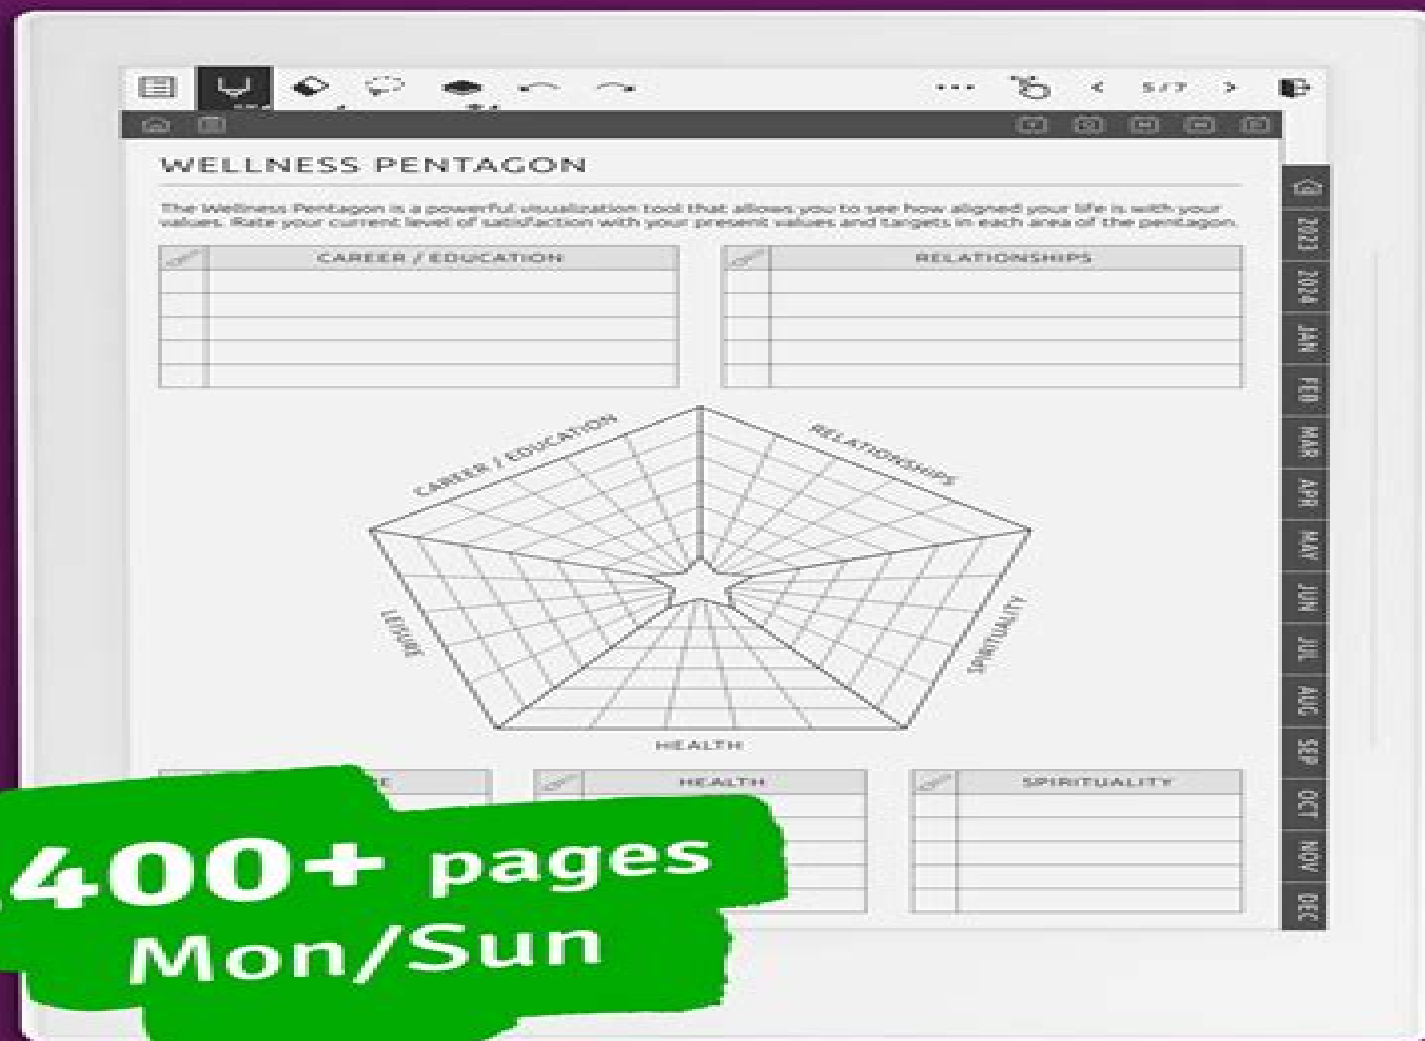 5/7
WELLNESS PENTAGON
The Wellness Pentagon is a powerful visualization tool that allows you to see how aligned your life is with your
values. Rate your current level of satisfaction with your present values and targets in each area of the pentagon.
CAREER / EDUCATION
RELATIONSHIPS
CAREER / EDUCATION
RELATIONSHIPS
LEISURE
SPIRITUALITY
HEALTH
HEALTH
SPIRITUALITY
2023
2024
JAN
FEB
MAR
APR
MAY
JUN
JUL
AUG
SEP
OCT
NOV
DEC
400+ pages
Mon/Sun